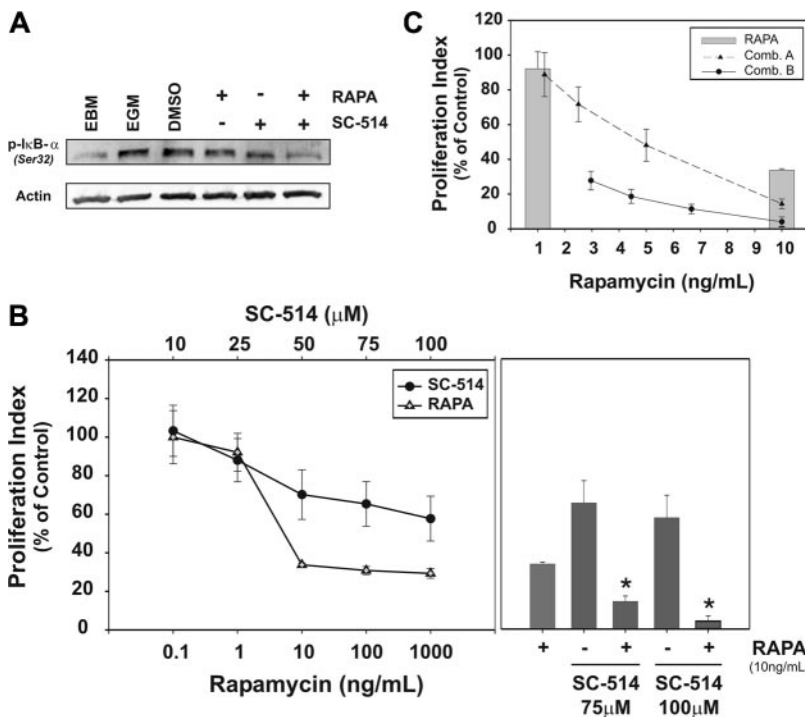 A
EBM EGM DMSO + - + RAPA
- + + SC-514
p-IκB-α
(Ser32)
Actin
C
Proliferation Index
(% of Control)
120
100
80
60
40
20
0
RAPA
Comb. A
Comb. B
1 2 3 4 5 6 7 8 9 10
Rapamycin (ng/mL)
B
SC-514 (μM)
10 25 50 75 100
Proliferation Index
(% of Control)
140
120
100
80
60
40
20
0
SC-514
RAPA
0.1 1 10 100 1000
Rapamycin (ng/mL)
* *
+ - + - + RAPA
(10ng/mL)
SC-514 SC-514
75μM 100μM